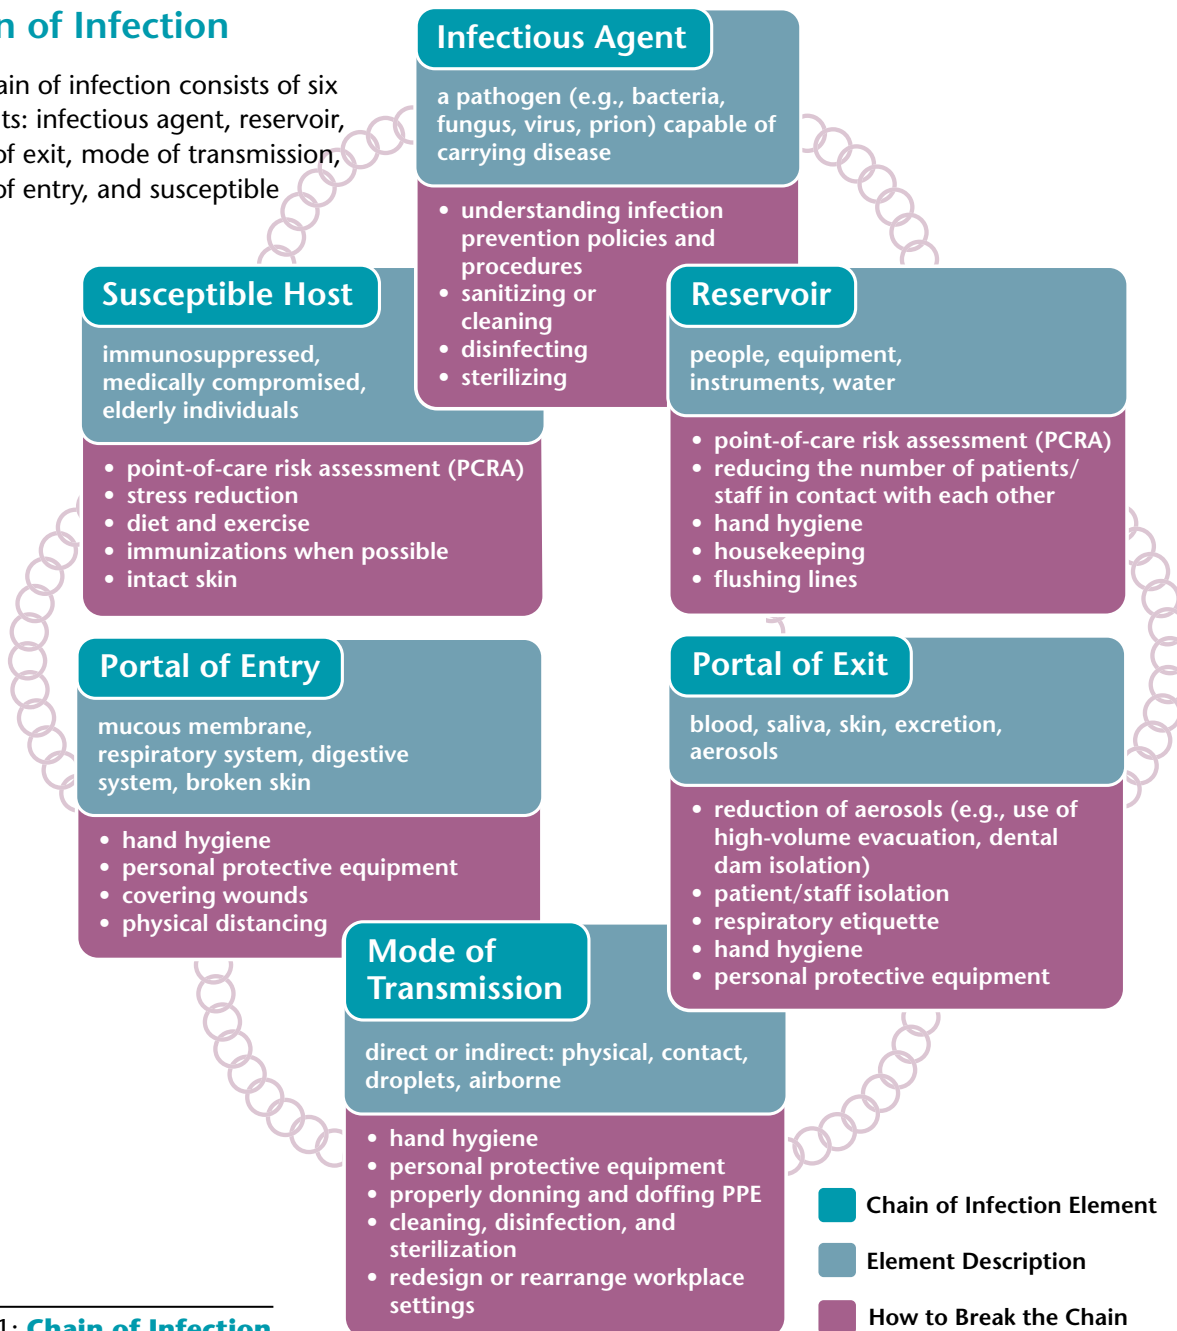 n of Infection
ain of infection consists of six
ts: infectious agent, reservoir,
of exit, mode of transmission,
of entry, and susceptible
Infectious Agent
a pathogen (e.g., bacteria,
fungus, virus, prion) capable of
carrying disease
• understanding infection
prevention policies and
procedures
• sanitizing or
cleaning
• disinfecting
• sterilizing
Reservoir
people, equipment,
instruments, water
• point-of-care risk assessment (PCRA)
• reducing the number of patients/
staff in contact with each other
• hand hygiene
• housekeeping
• flushing lines
Portal of Exit
blood, saliva, skin, excretion,
aerosols
• reduction of aerosols (e.g., use of
high-volume evacuation, dental
dam isolation)
• patient/staff isolation
• respiratory etiquette
• hand hygiene
• personal protective equipment
Mode of
Transmission
direct or indirect: physical, contact,
droplets, airborne
• hand hygiene
• personal protective equipment
• properly donning and doffing PPE
• cleaning, disinfection, and
sterilization
• redesign or rearrange workplace
settings
Portal of Entry
mucous membrane,
respiratory system, digestive
system, broken skin
• hand hygiene
• personal protective equipment
• covering wounds
• physical distancing
Susceptible Host
immunosuppressed,
medically compromised,
elderly individuals
• point-of-care risk assessment (PCRA)
• stress reduction
• diet and exercise
• immunizations when possible
• intact skin
Chain of Infection Element
Element Description
How to Break the Chain
1: Chain of Infection